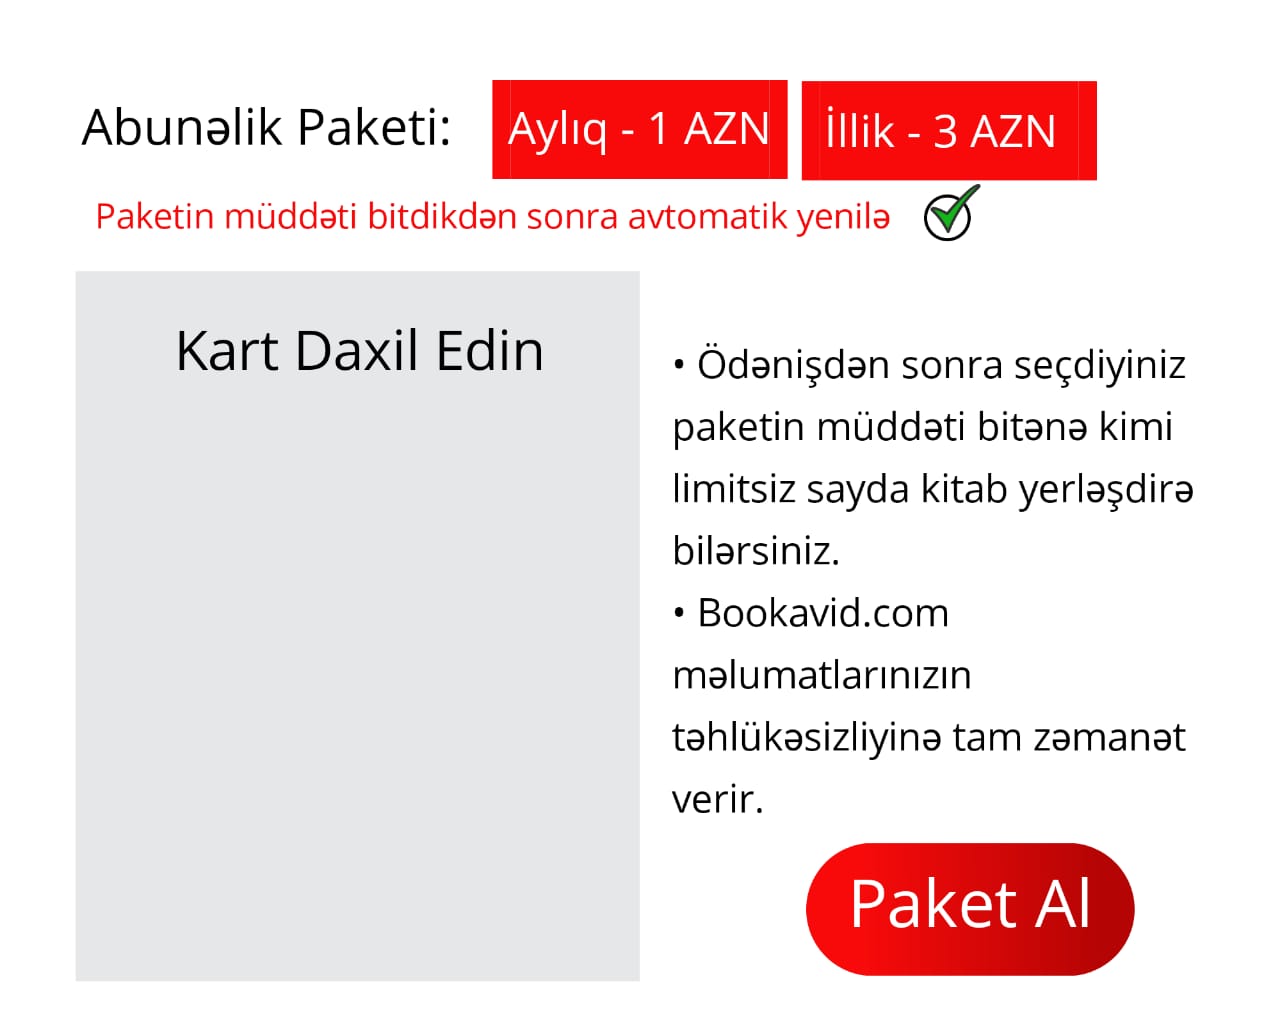 Abunəlik Paketi: Aylıq - 1 AZN İllik - 3 AZN
Paketin müddəti bitdikdən sonra avtomatik yenilə
Kart Daxil Edin
• Ödənişdən sonra seçdiyiniz
paketin müddəti bitənə kimi
limitsiz sayda kitab yerləşdirə
bilərsiniz.
• Bookavid.com
məlumatlarınızın
təhlükəsizliyinə tam zəmanət
verir.
Paket Al